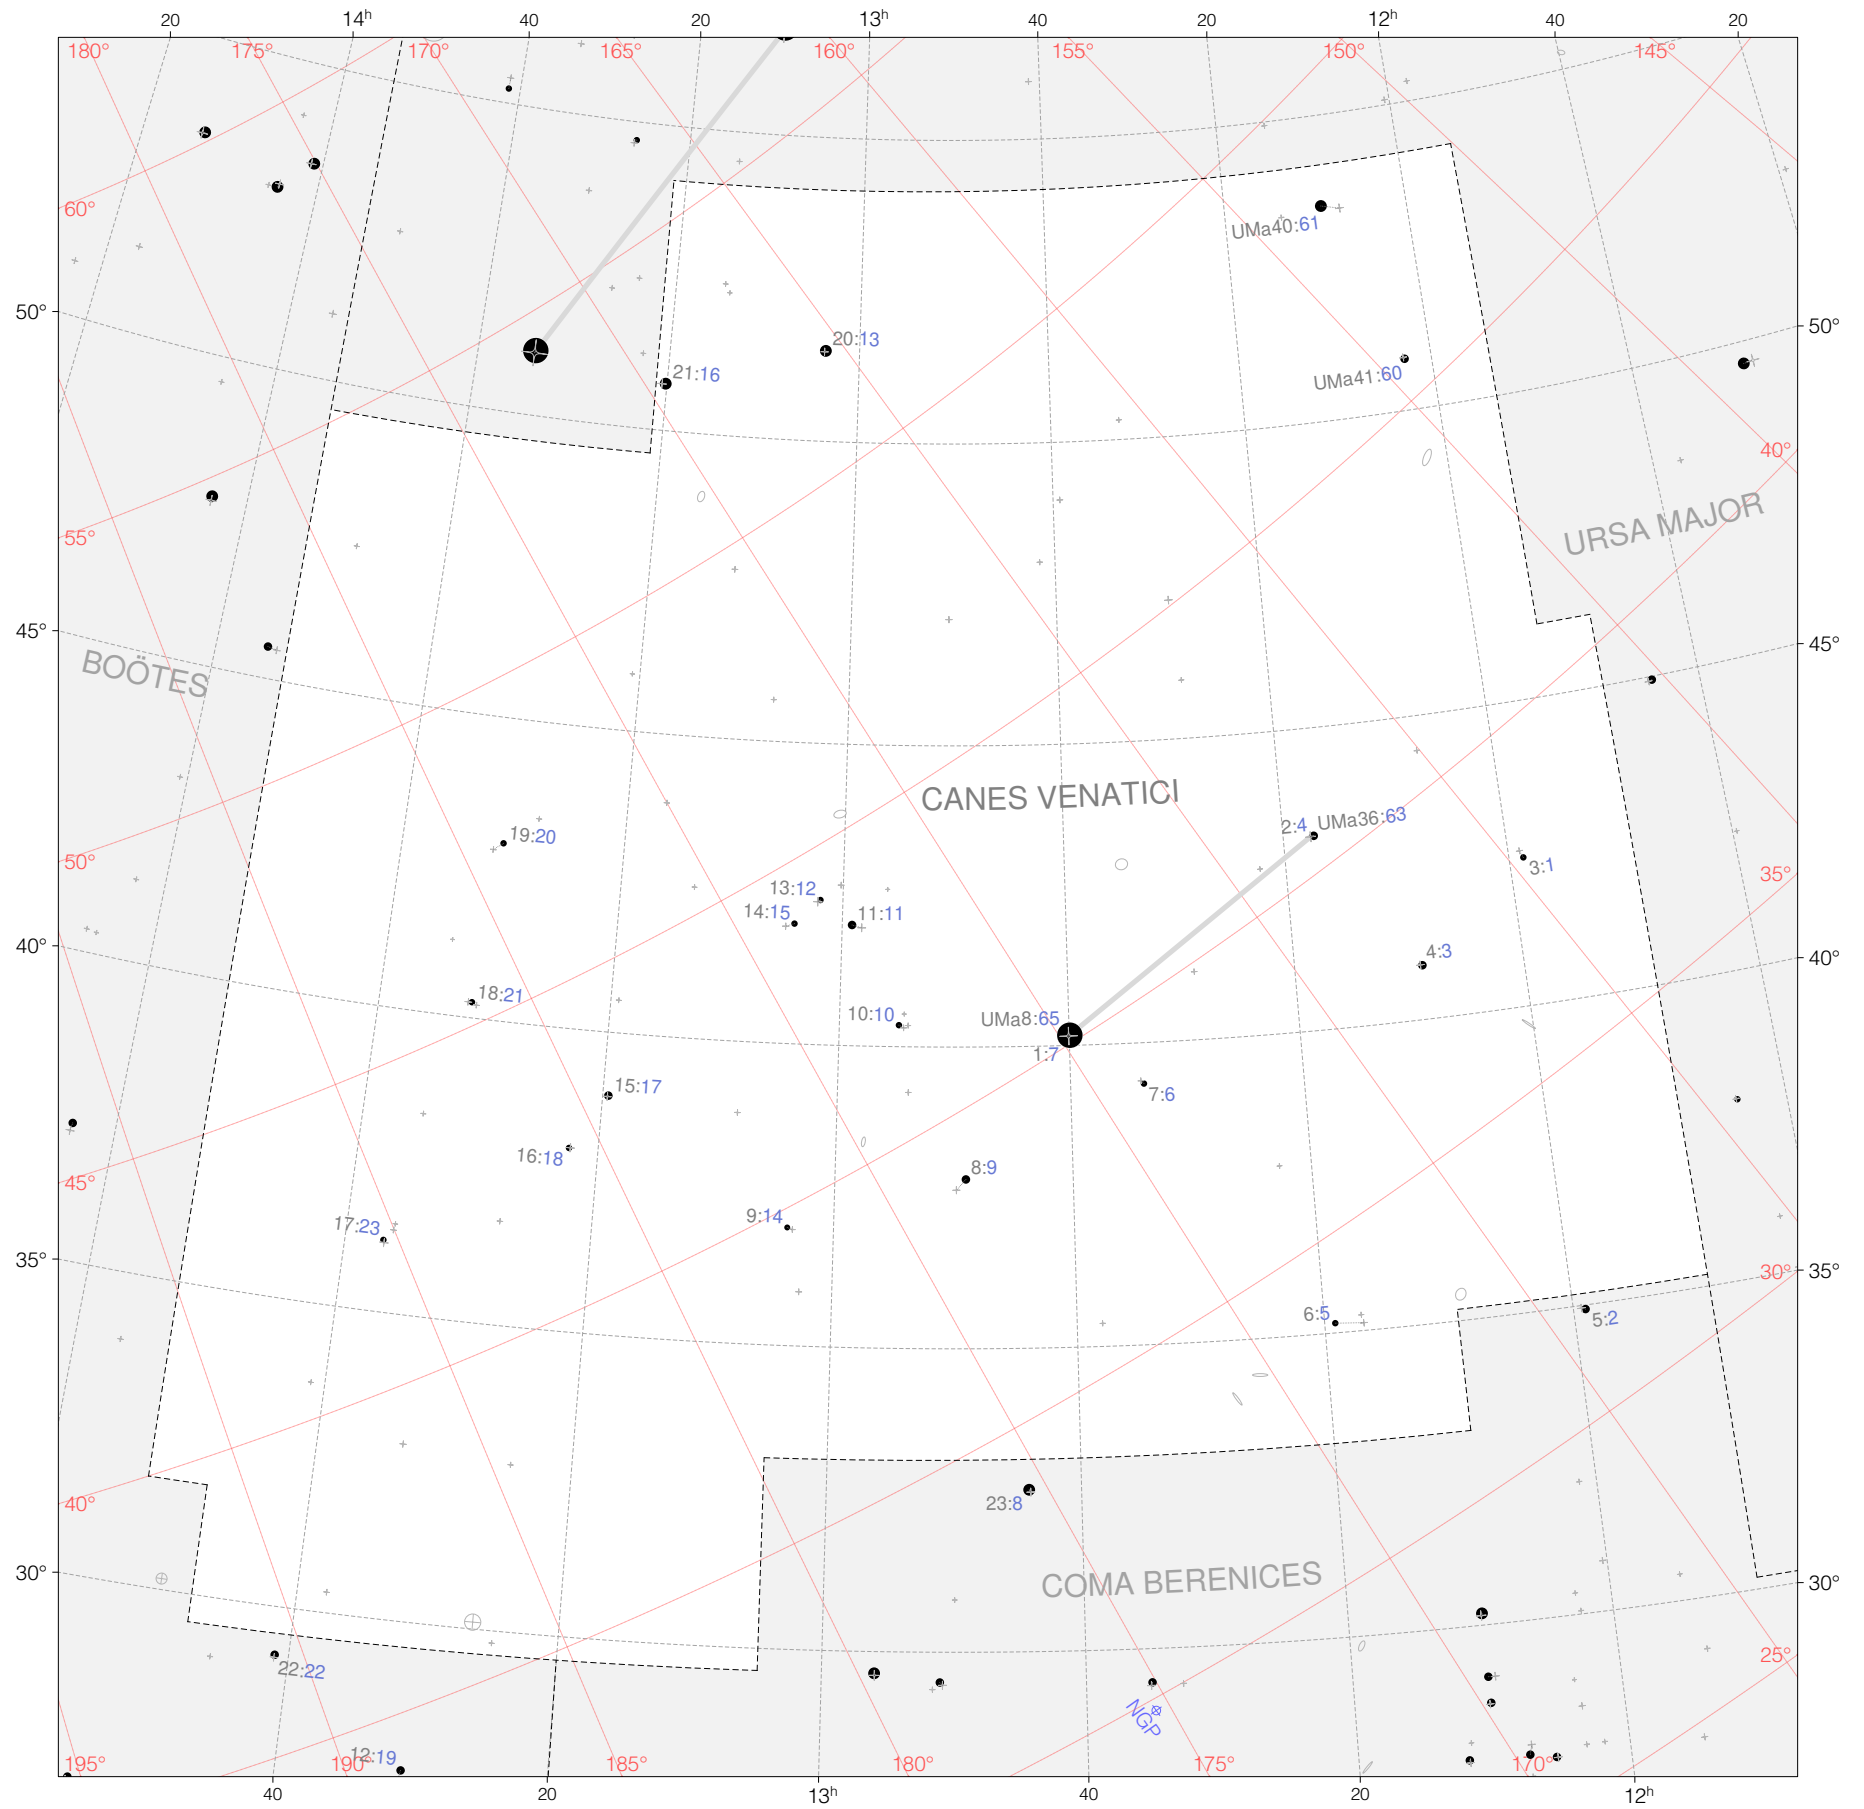 20 14h 40 20 13h 40 20 12h 40 20
180° 175° 170° 165° 160° 155° 150° 145°
60°
UMa40:61
50° 50°
20:13
21:16
UMa41:60
40°
URSA MAJOR
55°
45° 45°
BOÖTES
CANES VENATICI
2:4 UMa36:63
19:20
50° 3:1 35°
13:12
14:15 11:11
40° 4:3 40°
18:21
10:10 UMa8:65
1:7
15:17 7:6
16:18
8:9
45°
9:14
17:23
35° 30° 35°
6:5 5:2
40° 23:8
30° COMA BERENICES 30°
22:22 25°
NGP
12:19
195° 190° 185° 180° 175° 170°
40 20 13h 40 20 12h